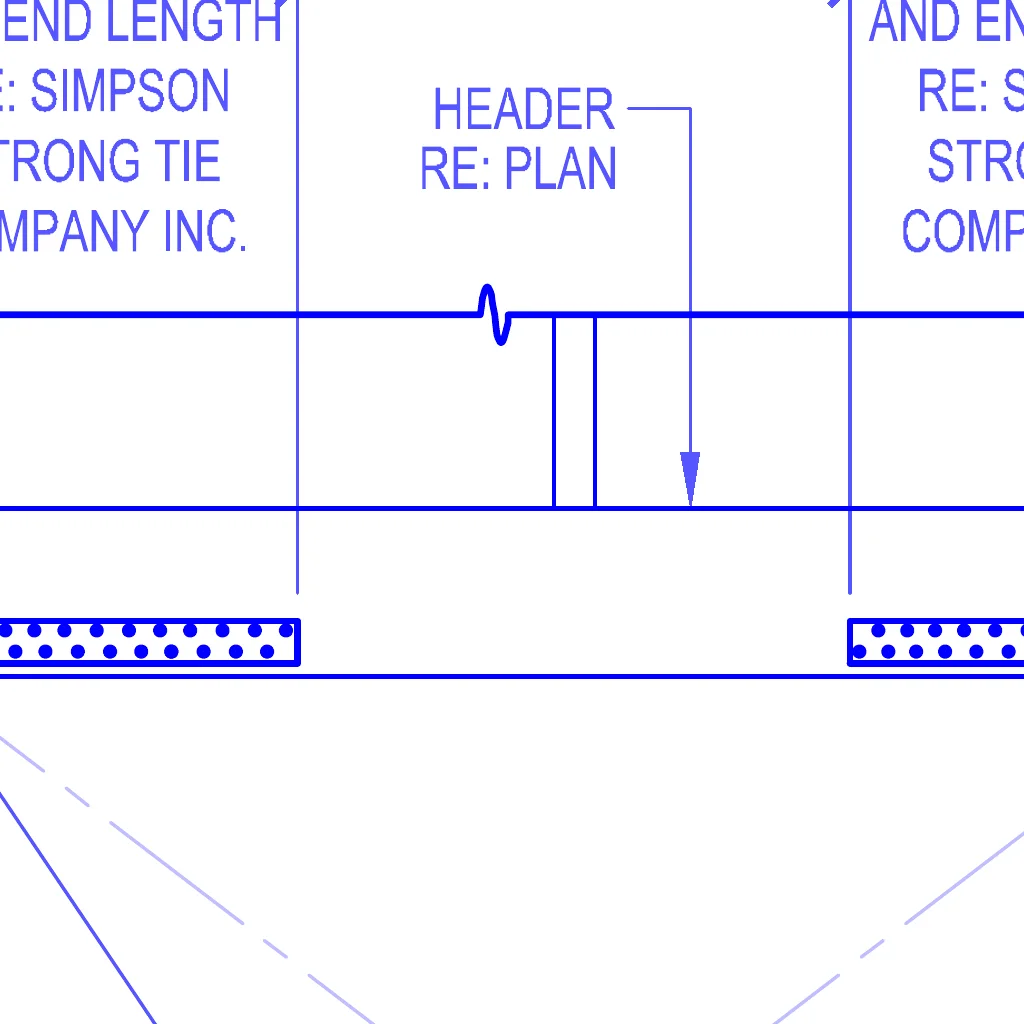 END LENGTH
: SIMPSON
TRONG TIE
MPANY INC.
HEADER
RE: PLAN
AND EN
RE: S
STRO
COMP